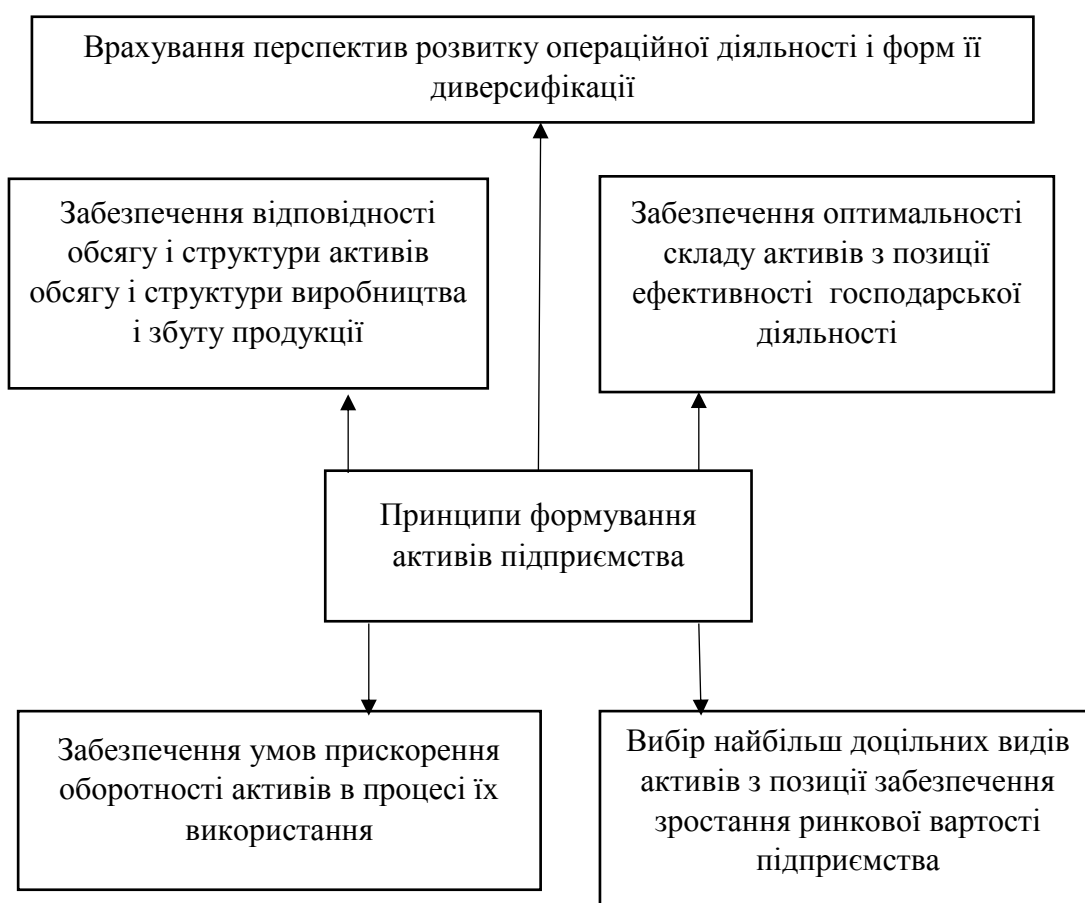 Врахування перспектив розвитку операційної діяльності і форм її
диверсифікації
Забезпечення відповідності
обсягу і структури активів
обсягу і структури виробництва
і збуту продукції
Забезпечення оптимальності
складу активів з позиції
ефективності господарської
діяльності
Принципи формування
активів підприємства
Забезпечення умов прискорення
оборотності активів в процесі їх
використання
Вибір найбільш доцільних видів
активів з позиції забезпечення
зростання ринкової вартості
підприємства